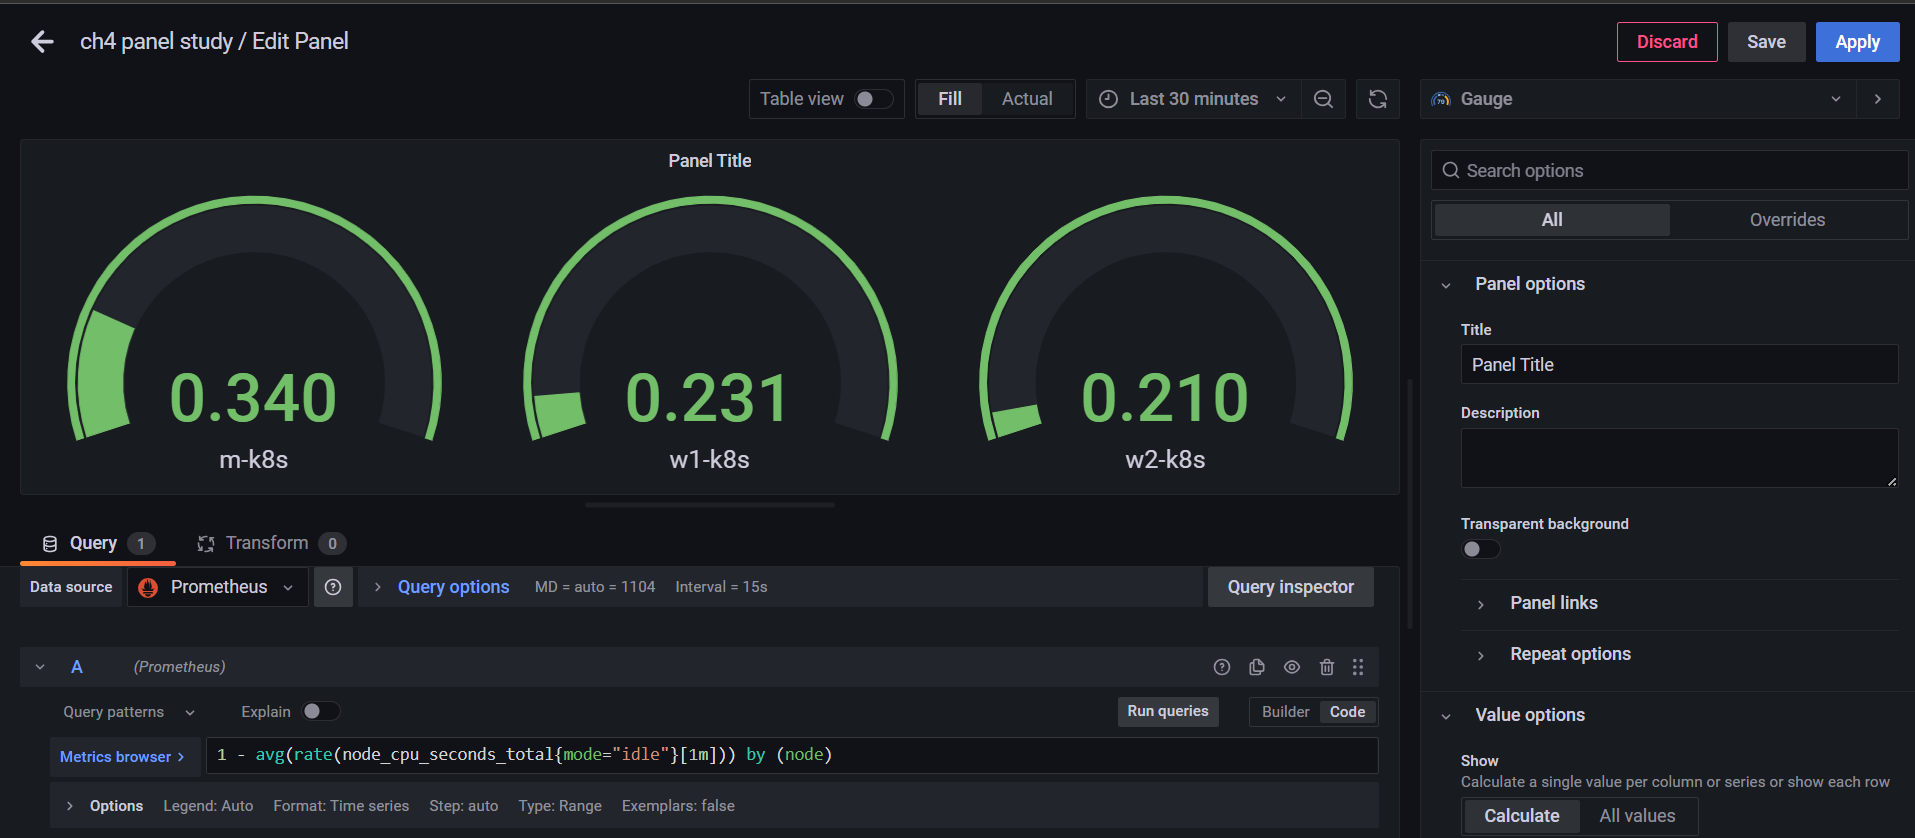 ch4 panel study / Edit Panel
Discard
Save
Apply
Table view
Fill
Actual
Last 30 minutes
Gauge
Panel Title
0.340
m-k8s
0.231
w1-k8s
0.210
w2-k8s
Search options
All
Overrides
Panel options
Title
Panel Title
Description
Transparent background
Panel links
Repeat options
Value options
Show
Calculate a single value per column or series or show each row
Calculate
All values
Query 1
Transform 0
Data source
Prometheus
Query options
MD = auto = 1104
Interval = 15s
Query inspector
A
(Prometheus)
Query patterns
Explain
Run queries
Builder
Code
Metrics browser >
1 - avg(rate(node_cpu_seconds_total{mode="idle"}[1m])) by (node)
Options
Legend: Auto
Format: Time series
Step: auto
Type: Range
Exemplars: false